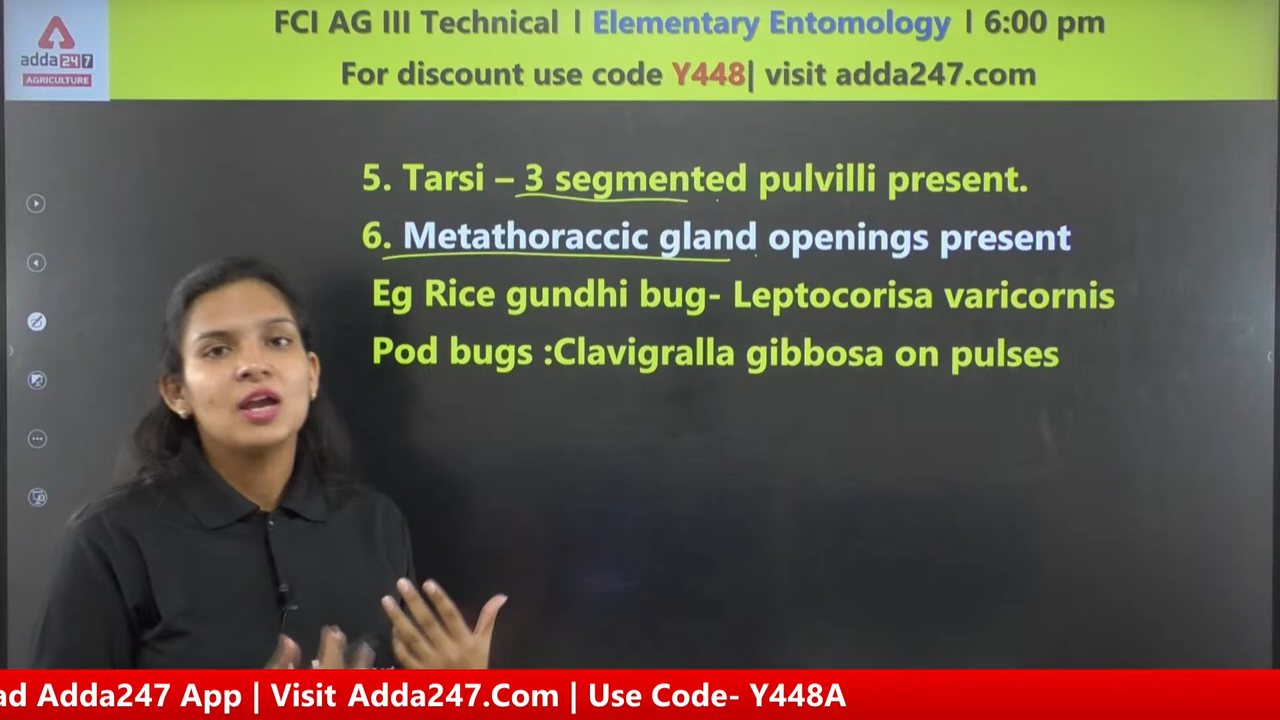 FCI AG III Technical l Elementary Entomology l 6:00 pm
For discount use code Y448| visit adda247.com
adda247
AGRICULTURE
5. Tarsi – 3 segmented pulvilli present.
6. Metathoraccic gland openings present
Eg Rice gundhi bug- Leptocorisa varicornis
Pod bugs :Clavigralla gibbosa on pulses
ad Adda247 App | Visit Adda247.Com | Use Code- Y448A